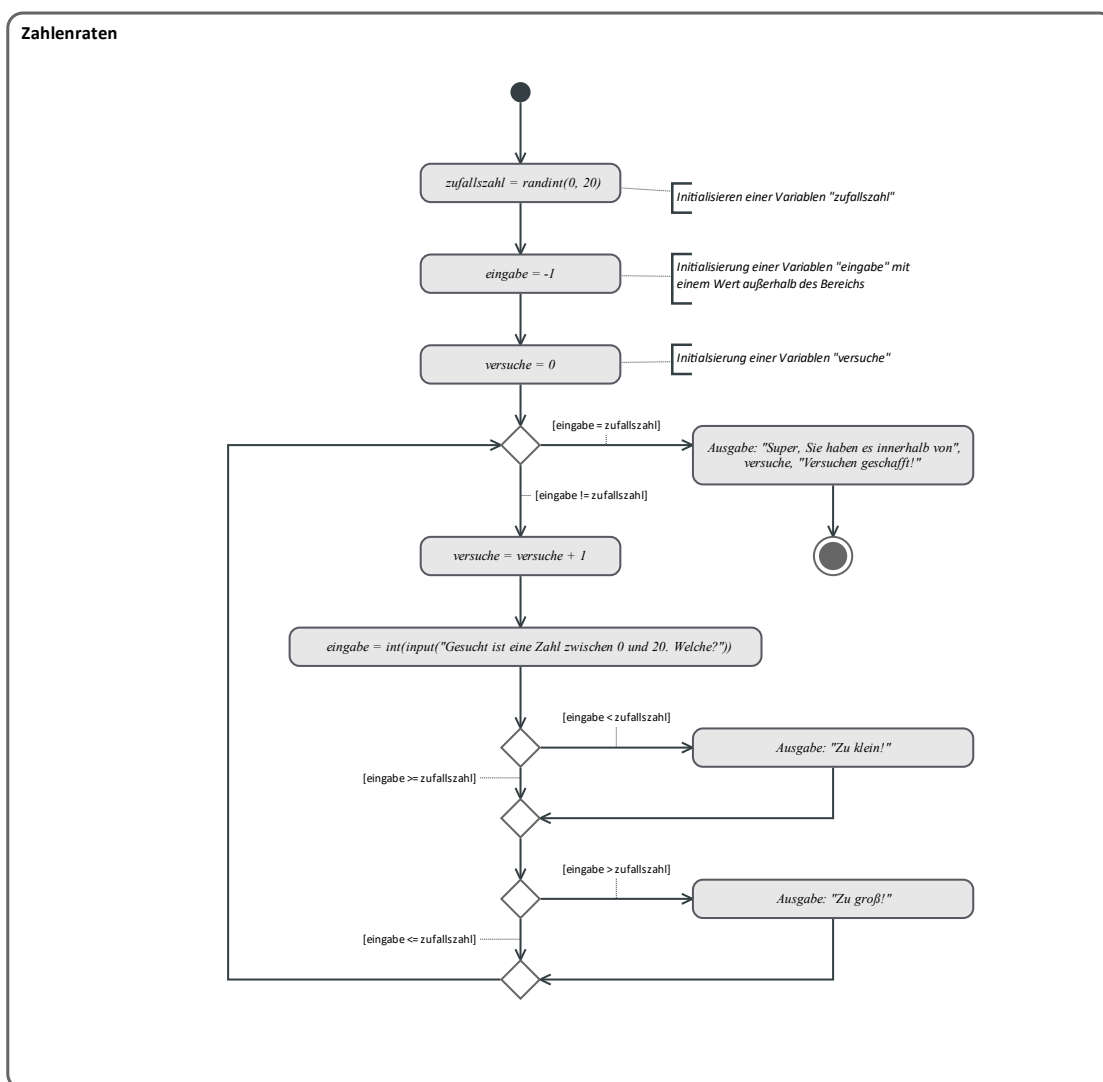 Zahlenraten
zufallszahl = randint(0, 20)
Initialisieren einer Variablen "zufallszahl"
eingabe = -1
Initialisierung einer Variablen "eingabe" mit
einem Wert außerhalb des Bereichs
versuche = 0
Initialsierung einer Variablen "versuche"
[eingabe = zufallszahl]
Ausgabe: "Super, Sie haben es innerhalb von",
versuche, "Versuchen geschafft!"
[eingabe != zufallszahl]
versuche = versuche + 1
eingabe = int(input("Gesucht ist eine Zahl zwischen 0 und 20. Welche?"))
[eingabe < zufallszahl]
Ausgabe: "Zu klein!"
[eingabe >= zufallszahl]
[eingabe > zufallszahl]
Ausgabe: "Zu groß!"
[eingabe <= zufallszahl]